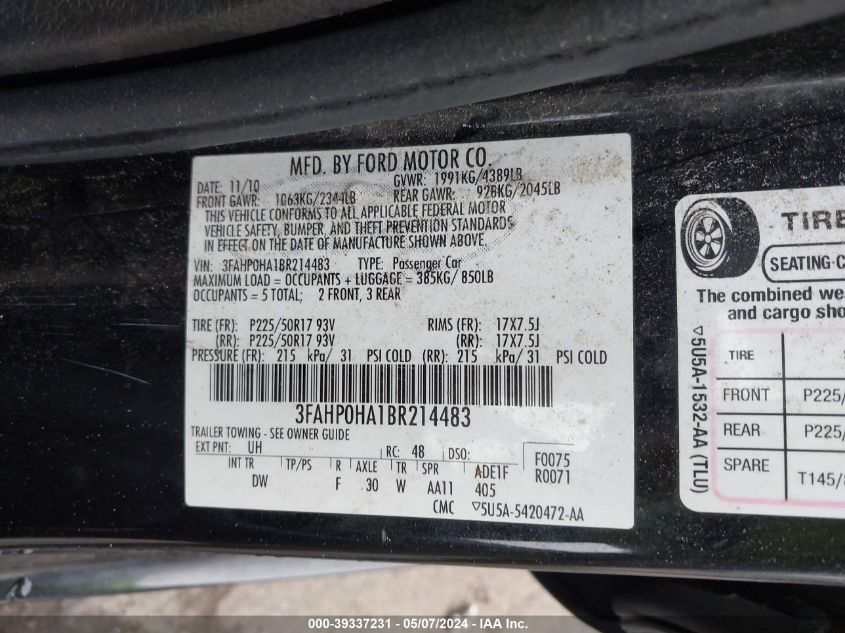 MFD. BY FORD MOTOR CO.
DATE: 11/10 GVWR: 1991KG/4389LB
FRONT GAWR: 1063KG/2344LB REAR GAWR: 928KG/2045LB
THIS VEHICLE CONFORMS TO ALL APPLICABLE FEDERAL MOTOR
VEHICLE SAFETY, BUMPER, AND THEFT PREVENTION STANDARDS
IN EFFECT ON THE DATE OF MANUFACTURE SHOWN ABOVE.
VIN: 3FAHP0HA1BR214483 TYPE: Passenger Car
MAXIMUM LOAD = OCCUPANTS + LUGGAGE = 385KG/ 850LB
OCCUPANTS = 5 TOTAL; 2 FRONT, 3 REAR
TIRE (FR): P225/50R17 93V RIMS (FR): 17X7.5J
(RR): P225/50R17 93V (RR): 17X7.5J
PRESSURE (FR): 215 kPa/ 31 PSI COLD (RR): 215 kPa/ 31 PSI COLD
3FAHP0HA1BR214483
TRAILER TOWING - SEE OWNER GUIDE
EXT PNT: UH RC: 48 DSO: F0075
R0071
INT TR TP/PS R AXLE TR SPR ADE1F
DW F 30 W AA11 405
CMC ▽5U5A-5420472-AA
TIRE
SEATING C
The combined we
and cargo sho
▽5U5A-1532-AA (TLU)
TIRE
FRONT P225/
REAR P225/
SPARE T145/
000-39337231 - 05/07/2024 - IAA Inc.